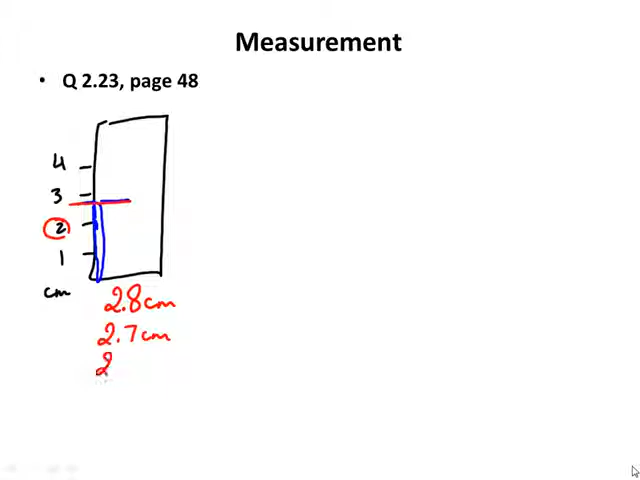 Measurement
• Q 2.23, page 48
4
3
2
1
cm
2.8cm
2.7cm
2